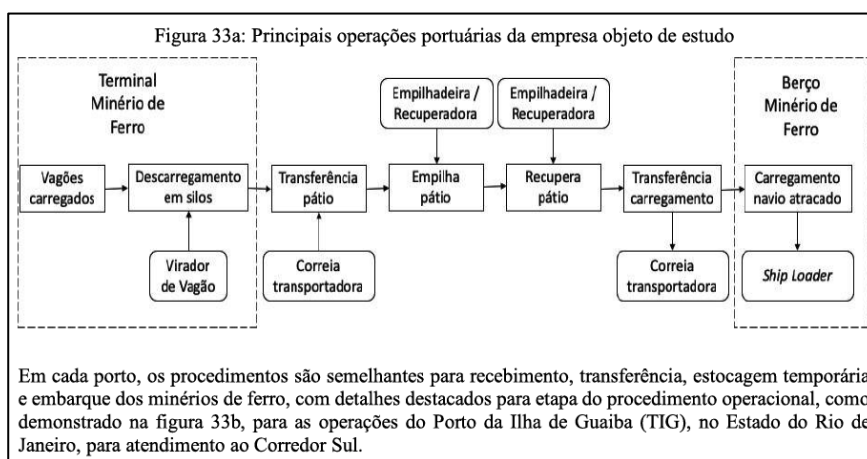 Figura 33a: Principais operações portuárias da empresa objeto de estudo
Terminal
Minério de
Ferro
Vagões
carregados
Descarregamento
em silos
Virador
de Vagão
Transferência
pátio
Correia
transportadora
Empilhadeira /
Recuperadora
Empilha
pátio
Empilhadeira /
Recuperadora
Recupera
pátio
Transferência
carregamento
Correia
transportadora
Berço
Minério de
Ferro
Carregamento
navio atracado
Ship Loader
Em cada porto, os procedimentos são semelhantes para recebimento, transferência, estocagem temporária
e embarque dos minérios de ferro, com detalhes destacados para etapa do procedimento operacional, como
demonstrado na figura 33b, para as operações do Porto da Ilha de Guaiba (TIG), no Estado do Rio de
Janeiro, para atendimento ao Corredor Sul.